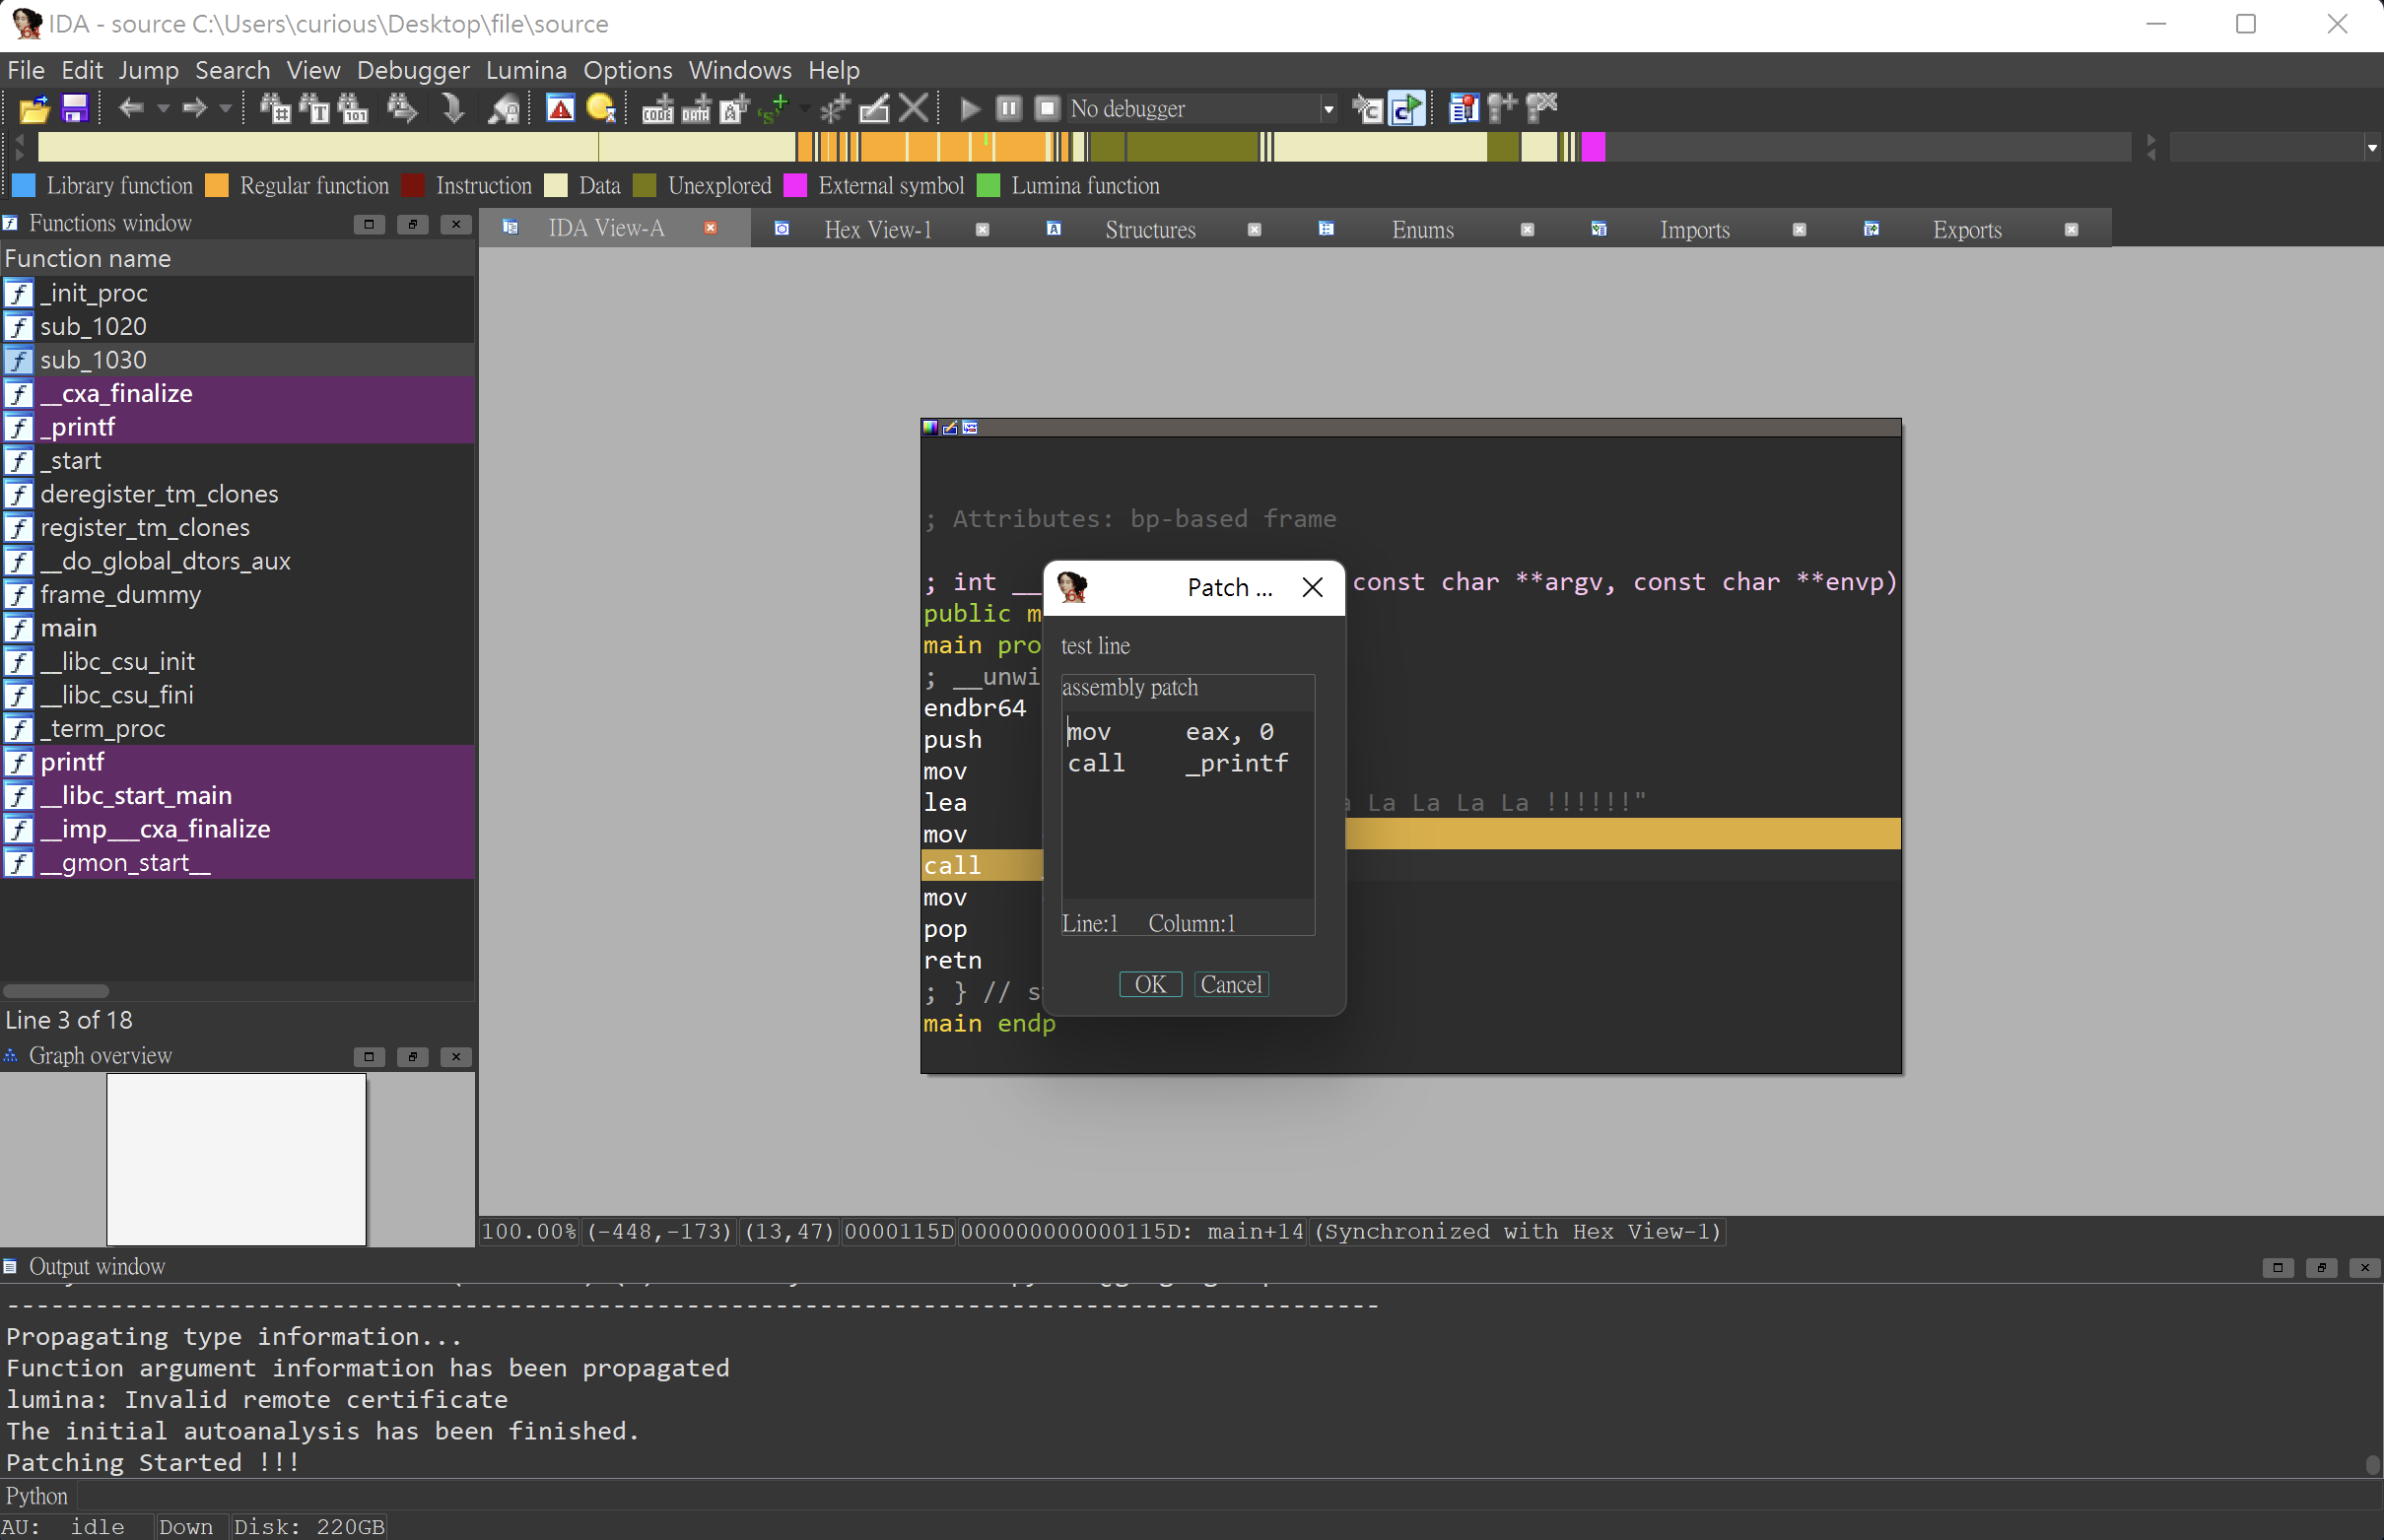 IDA - source C:\Users\curious\Desktop\file\source
File Edit Jump Search View Debugger Lumina Options Windows Help
No debugger
Library function Regular function Instruction Data Unexplored External symbol Lumina function
Functions window
Function name
_init_proc
sub_1020
sub_1030
__cxa_finalize
_printf
_start
deregister_tm_clones
register_tm_clones
__do_global_dtors_aux
frame_dummy
main
__libc_csu_init
__libc_csu_fini
_term_proc
printf
__libc_start_main
__imp___cxa_finalize
__gmon_start__
Line 3 of 18
Graph overview
IDA View-A Hex View-1 Structures Enums Imports Exports
; Attributes: bp-based frame
; int __ const char **argv, const char **envp)
public m
main pro
; __unwi
endbr64
push
mov
lea La La La La !!!!!!"
mov
call
mov
pop
retn
; } // s
main endp
Patch ...
test line
assembly patch
mov eax, 0
call _printf
Line:1 Column:1
OK Cancel
100.00% (-448,-173) (13,47) 0000115D 000000000000115D: main+14 (Synchronized with Hex View-1)
Output window
--------------------------------------------------------------------------------------------
Propagating type information...
Function argument information has been propagated
lumina: Invalid remote certificate
The initial autoanalysis has been finished.
Patching Started !!!
Python
AU: idle Down Disk: 220GB